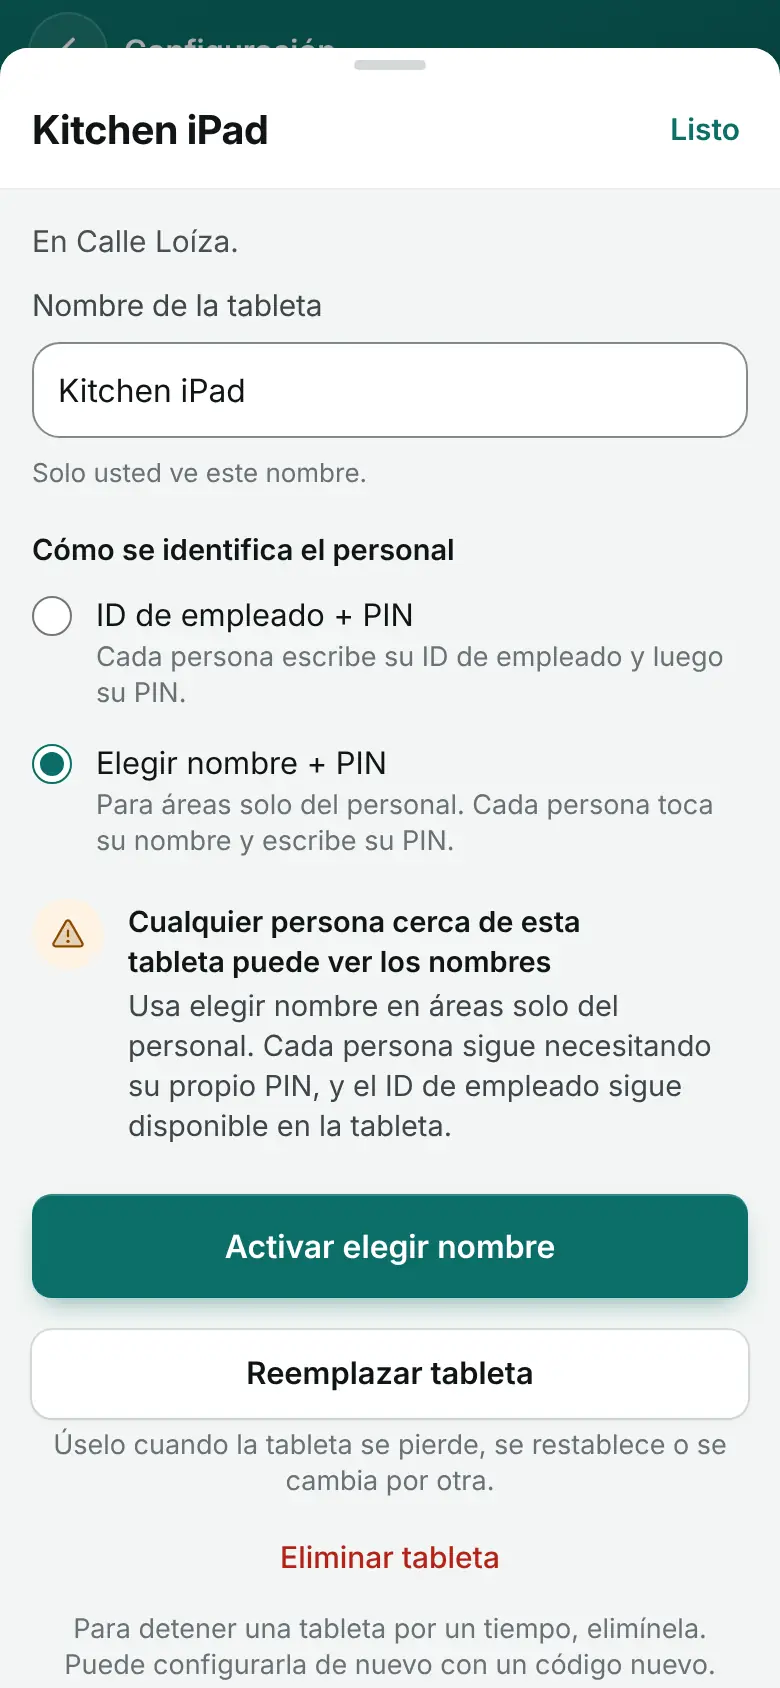 Configuración
Kitchen iPad
Listo
En Calle Loíza.
Nombre de la tableta
Kitchen iPad
Solo usted ve este nombre.
Cómo se identifica el personal
ID de empleado + PIN
Cada persona escribe su ID de empleado y luego
su PIN.
Elegir nombre + PIN
Para áreas solo del personal. Cada persona toca
su nombre y escribe su PIN.
Cualquier persona cerca de esta
tableta puede ver los nombres
Usa elegir nombre en áreas solo del
personal. Cada persona sigue necesitando
su propio PIN, y el ID de empleado sigue
disponible en la tableta.
Activar elegir nombre
Reemplazar tableta
Úselo cuando la tableta se pierde, se restablece o se
cambia por otra.
Eliminar tableta
Para detener una tableta por un tiempo, elimínela.
Puede configurarla de nuevo con un código nuevo.